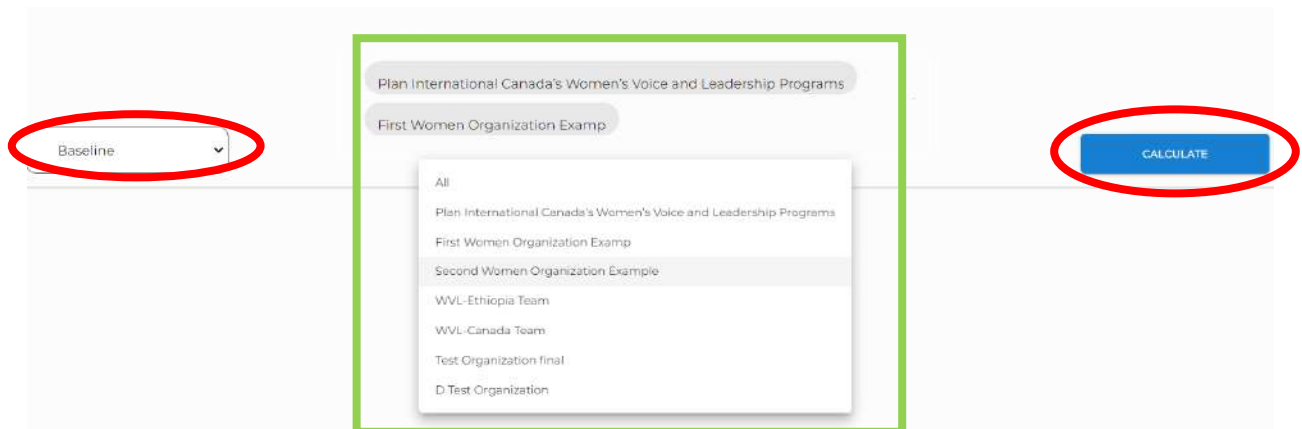 Plan International Canada's Women's Voice and Leadership Programs
First Women Organization Examp
Baseline
CALCULATE
All
Plan International Canada's Women's Voice and Leadership Programs
First Women Organization Examp
Second Women Organization Example
WVL-Ethiopia Team
WVL-Canada Team
Test Organization final
D.Test Organization